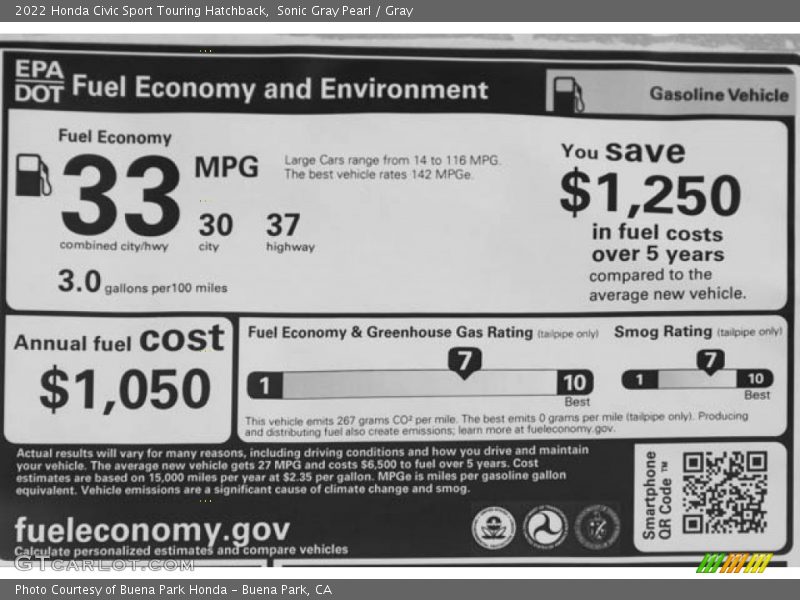 2022 Honda Civic Sport Touring Hatchback,  Sonic Gray Pearl / Gray
EPA
DOT
Fuel Economy and Environment
Gasoline Vehicle
Fuel Economy
33 MPG
combined city/hwy
30
city
37
highway
Large Cars range from 14 to 116 MPG.
The best vehicle rates 142 MPGe.
3.0 gallons per 100 miles
You save
$1,250
in fuel costs
over 5 years
compared to the
average new vehicle.
Annual fuel cost
$1,050
Fuel Economy & Greenhouse Gas Rating (tailpipe only)
1
7
10
Best
Smog Rating (tailpipe only)
1
7
10
Best
This vehicle emits 267 grams CO² per mile. The best emits 0 grams per mile (tailpipe only). Producing
and distributing fuel also create emissions; learn more at fueleconomy.gov.
Actual results will vary for many reasons, including driving conditions and how you drive and maintain
your vehicle. The average new vehicle gets 27 MPG and costs $6,500 to fuel over 5 years. Cost
estimates are based on 15,000 miles per year at $2.35 per gallon. MPGe is miles per gasoline gallon
equivalent. Vehicle emissions are a significant cause of climate change and smog.
fueleconomy.gov
Calculate personalized estimates and compare vehicles
Smartphone
QR Code ™
GTCarLot.com
Photo Courtesy of Buena Park Honda – Buena Park, CA